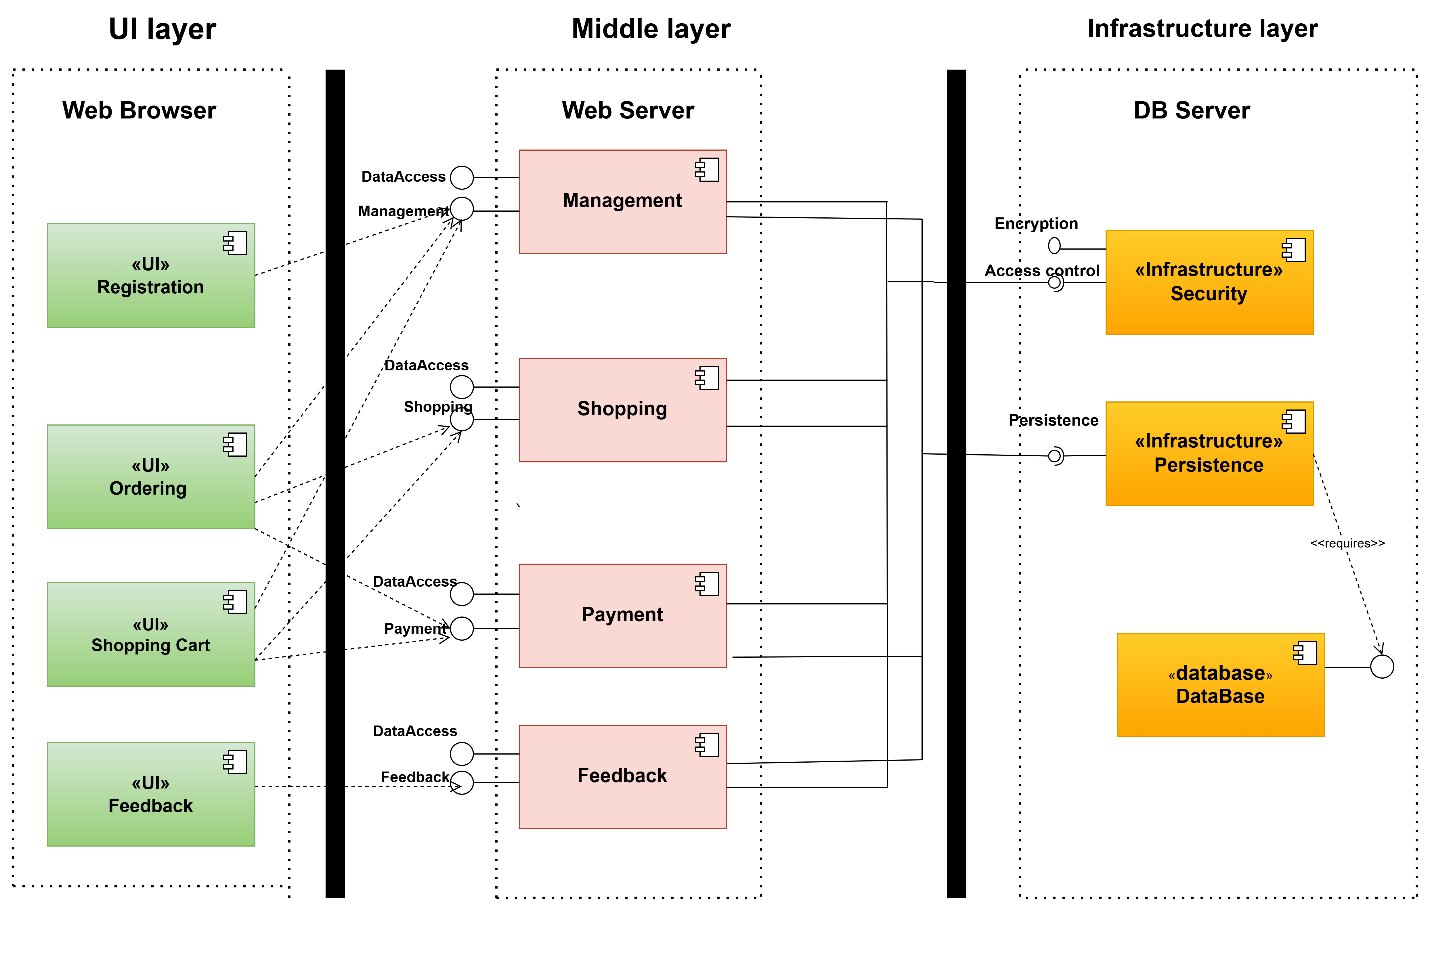 UI layer
Middle layer
Infrastructure layer
Web Browser
Web Server
DB Server
«UI»
Registration
«UI»
Ordering
«UI»
Shopping Cart
«UI»
Feedback
DataAccess
Management
Management
DataAccess
Shopping
Shopping
DataAccess
Payment
Payment
DataAccess
Feedback
Feedback
Encryption
Access control
«Infrastructure»
Security
Persistence
«Infrastructure»
Persistence
<<requires>>
«database»
DataBase